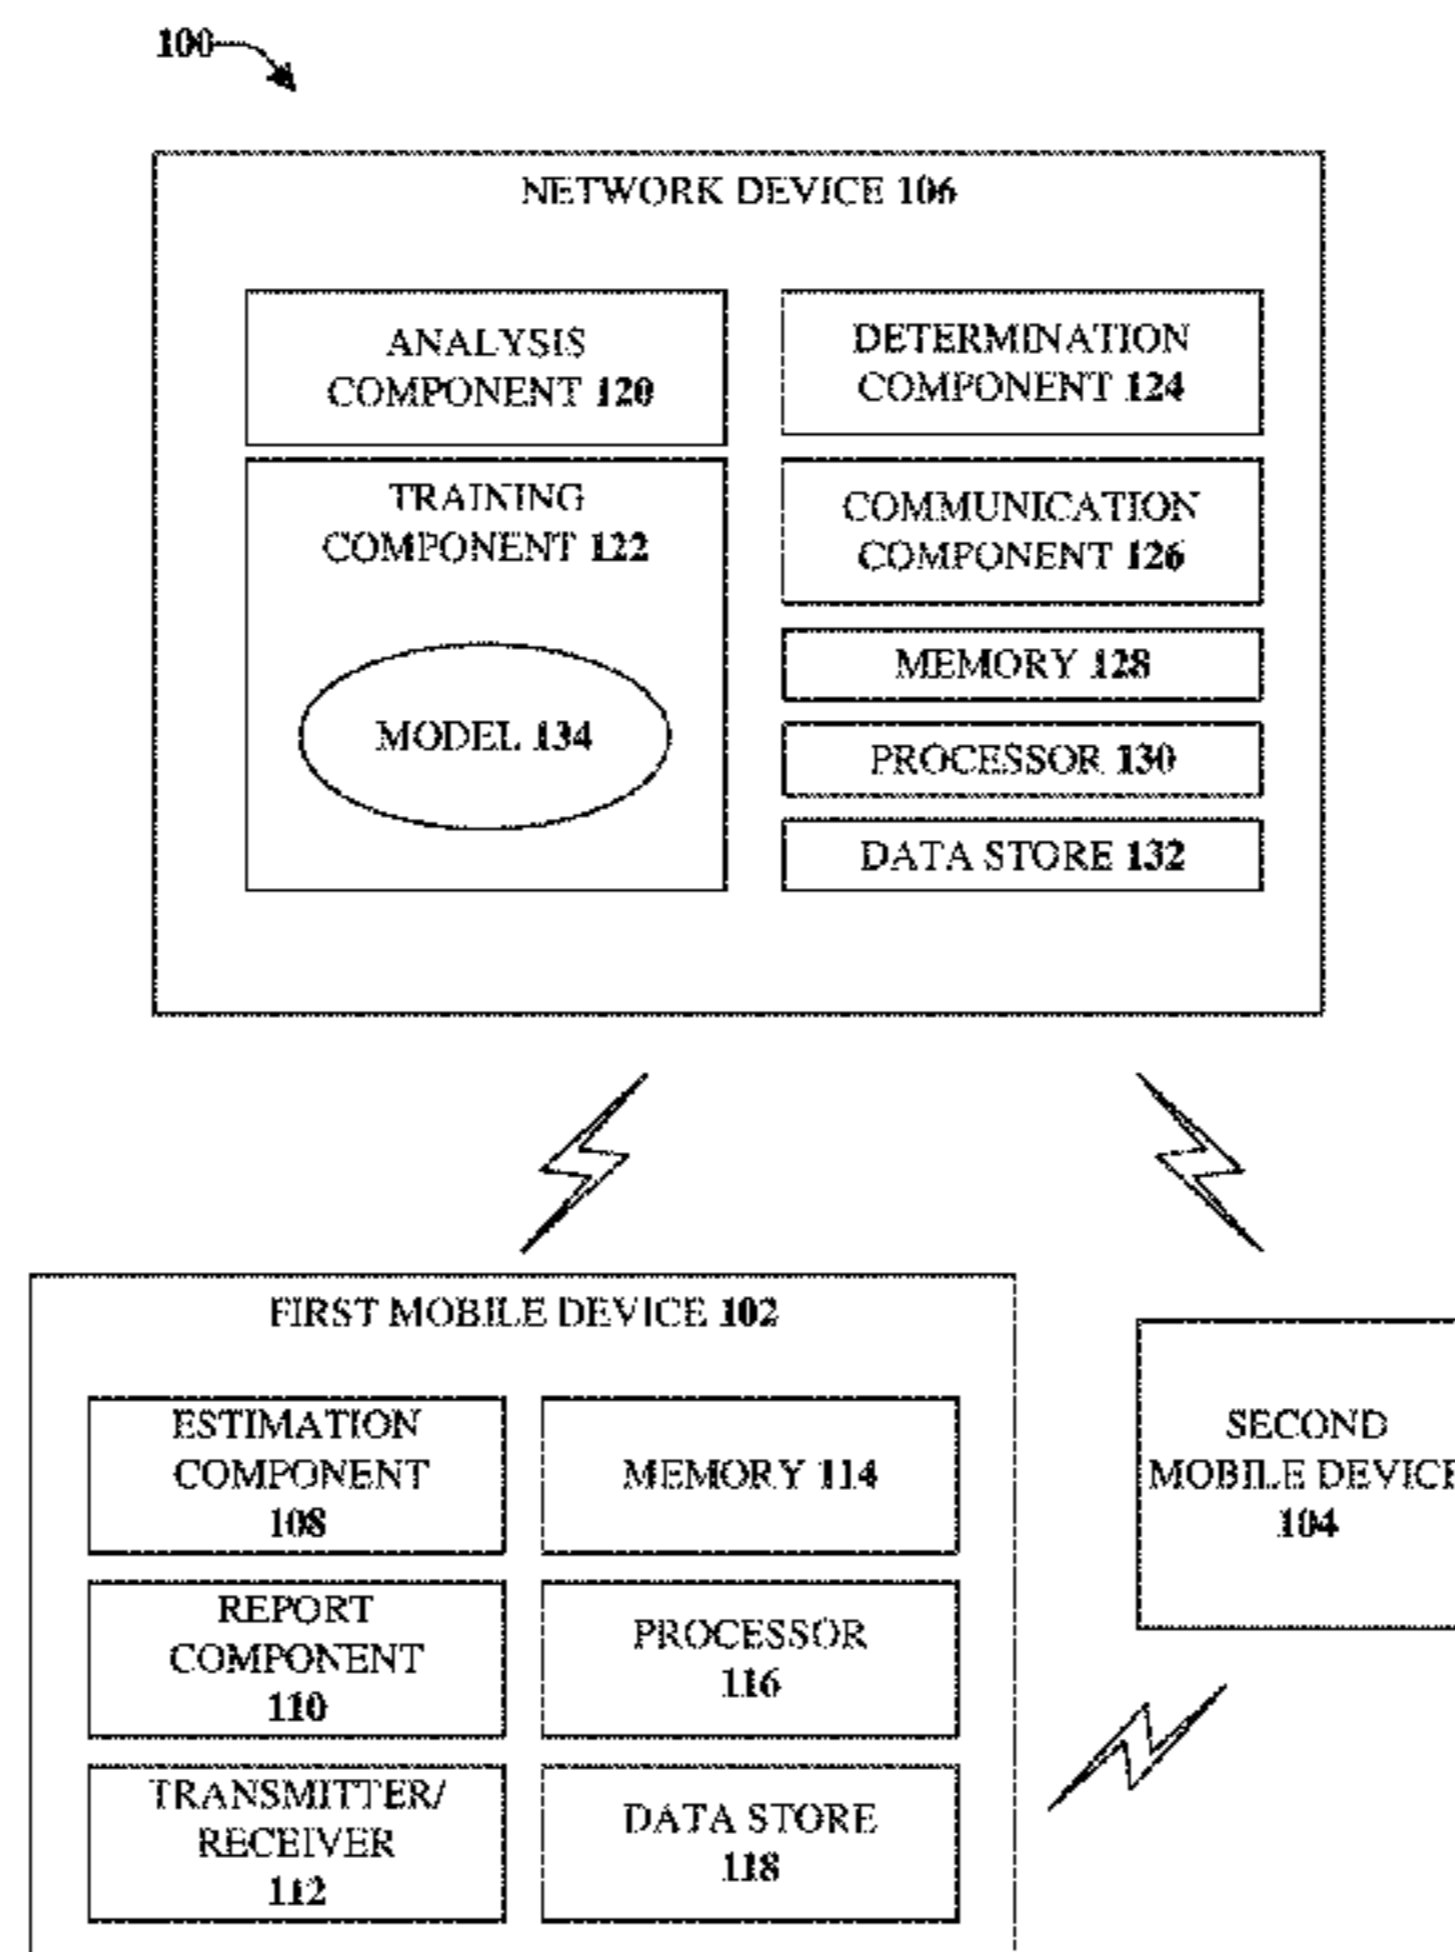 100
NETWORK DEVICE 106
ANALYSIS
COMPONENT 120
DETERMINATION
COMPONENT 124
TRAINING
COMPONENT 122
COMMUNICATION
COMPONENT 126
MODEL 134
MEMORY 128
PROCESSOR 130
DATA STORE 132
FIRST MOBILE DEVICE 102
ESTIMATION
COMPONENT
108
MEMORY 114
REPORT
COMPONENT
110
PROCESSOR
116
TRANSMITTER/
RECEIVER
112
DATA STORE
118
SECOND
MOBILE DEVICE
104